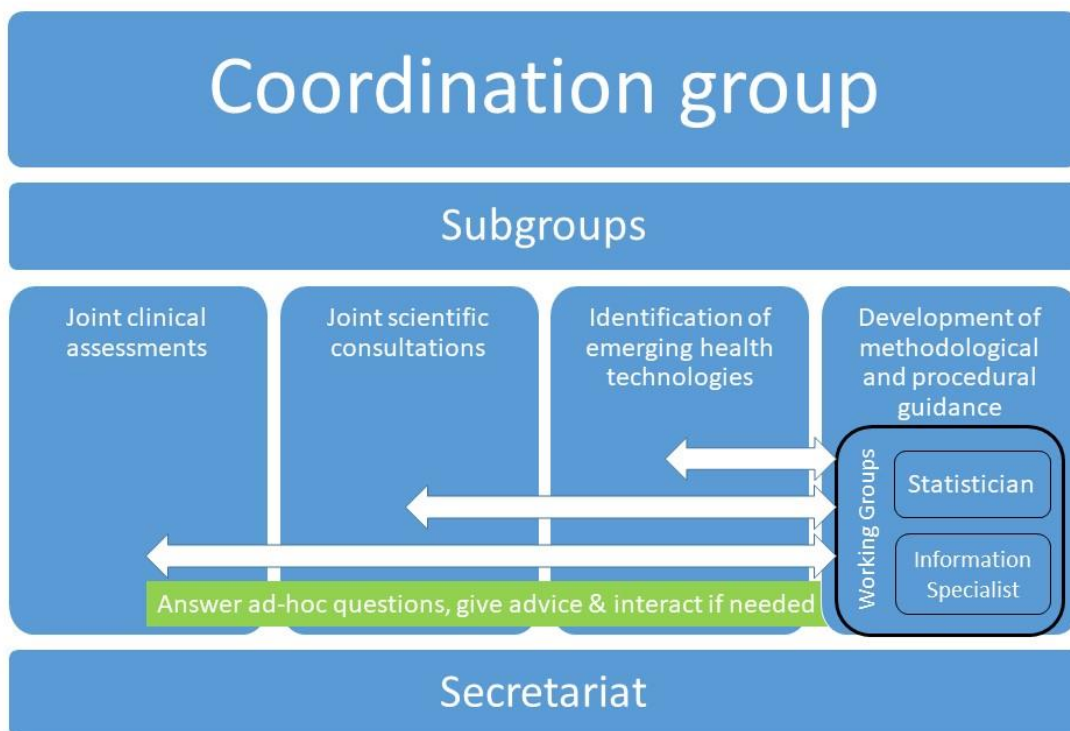 Coordination group
Subgroups
Joint clinical
assessments
Joint scientific
consultations
Identification of
emerging health
technologies
Development of
methodological
and procedural
guidance
Working Groups
Statistician
Information
Specialist
Answer ad-hoc questions, give advice & interact if needed
Secretariat